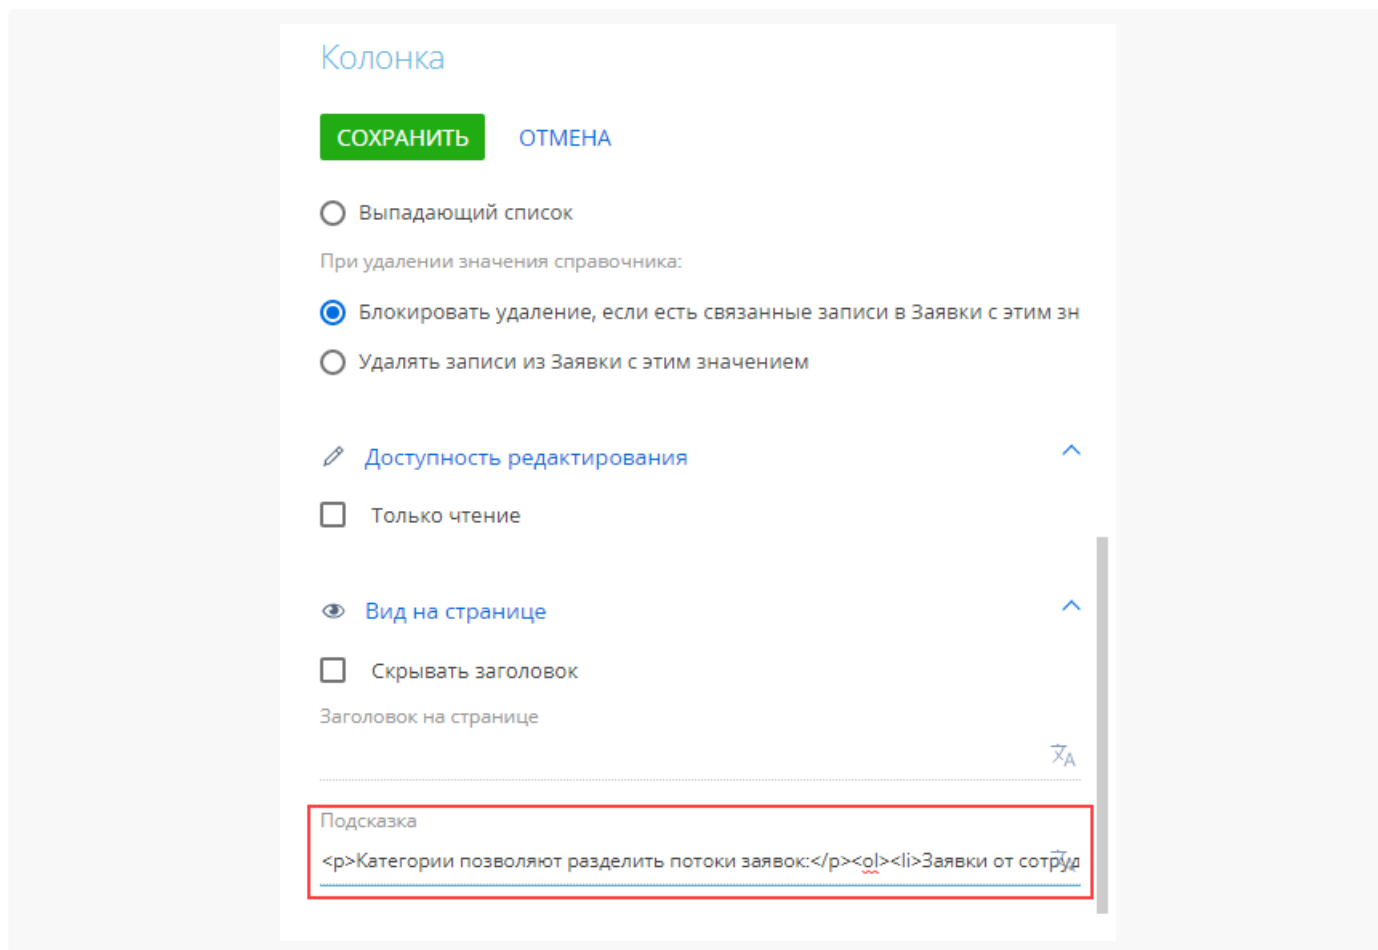 Колонка
СОХРАНИТЬ ОТМЕНА
Выпадающий список
При удалении значения справочника:
Блокировать удаление, если есть связанные записи в Заявки с этим зн
Удалять записи из Заявки с этим значением
Доступность редактирования
Только чтение
Вид на странице
Скрывать заголовок
Заголовок на странице
Подсказка
<p>Категории позволяют разделить потоки заявок:</p><ol><li>Заявки от сотруд